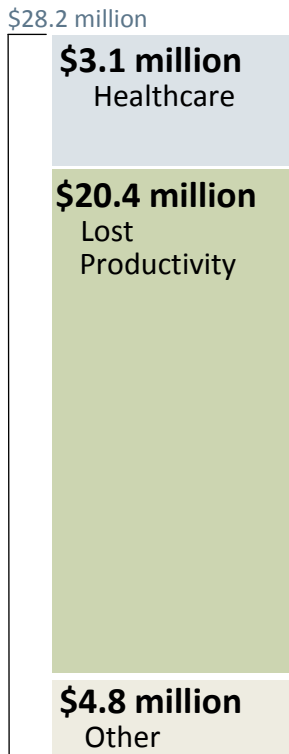 $28.2 million
$3.1 million
Healthcare
$20.4 million
Lost
Productivity
$4.8 million
Other